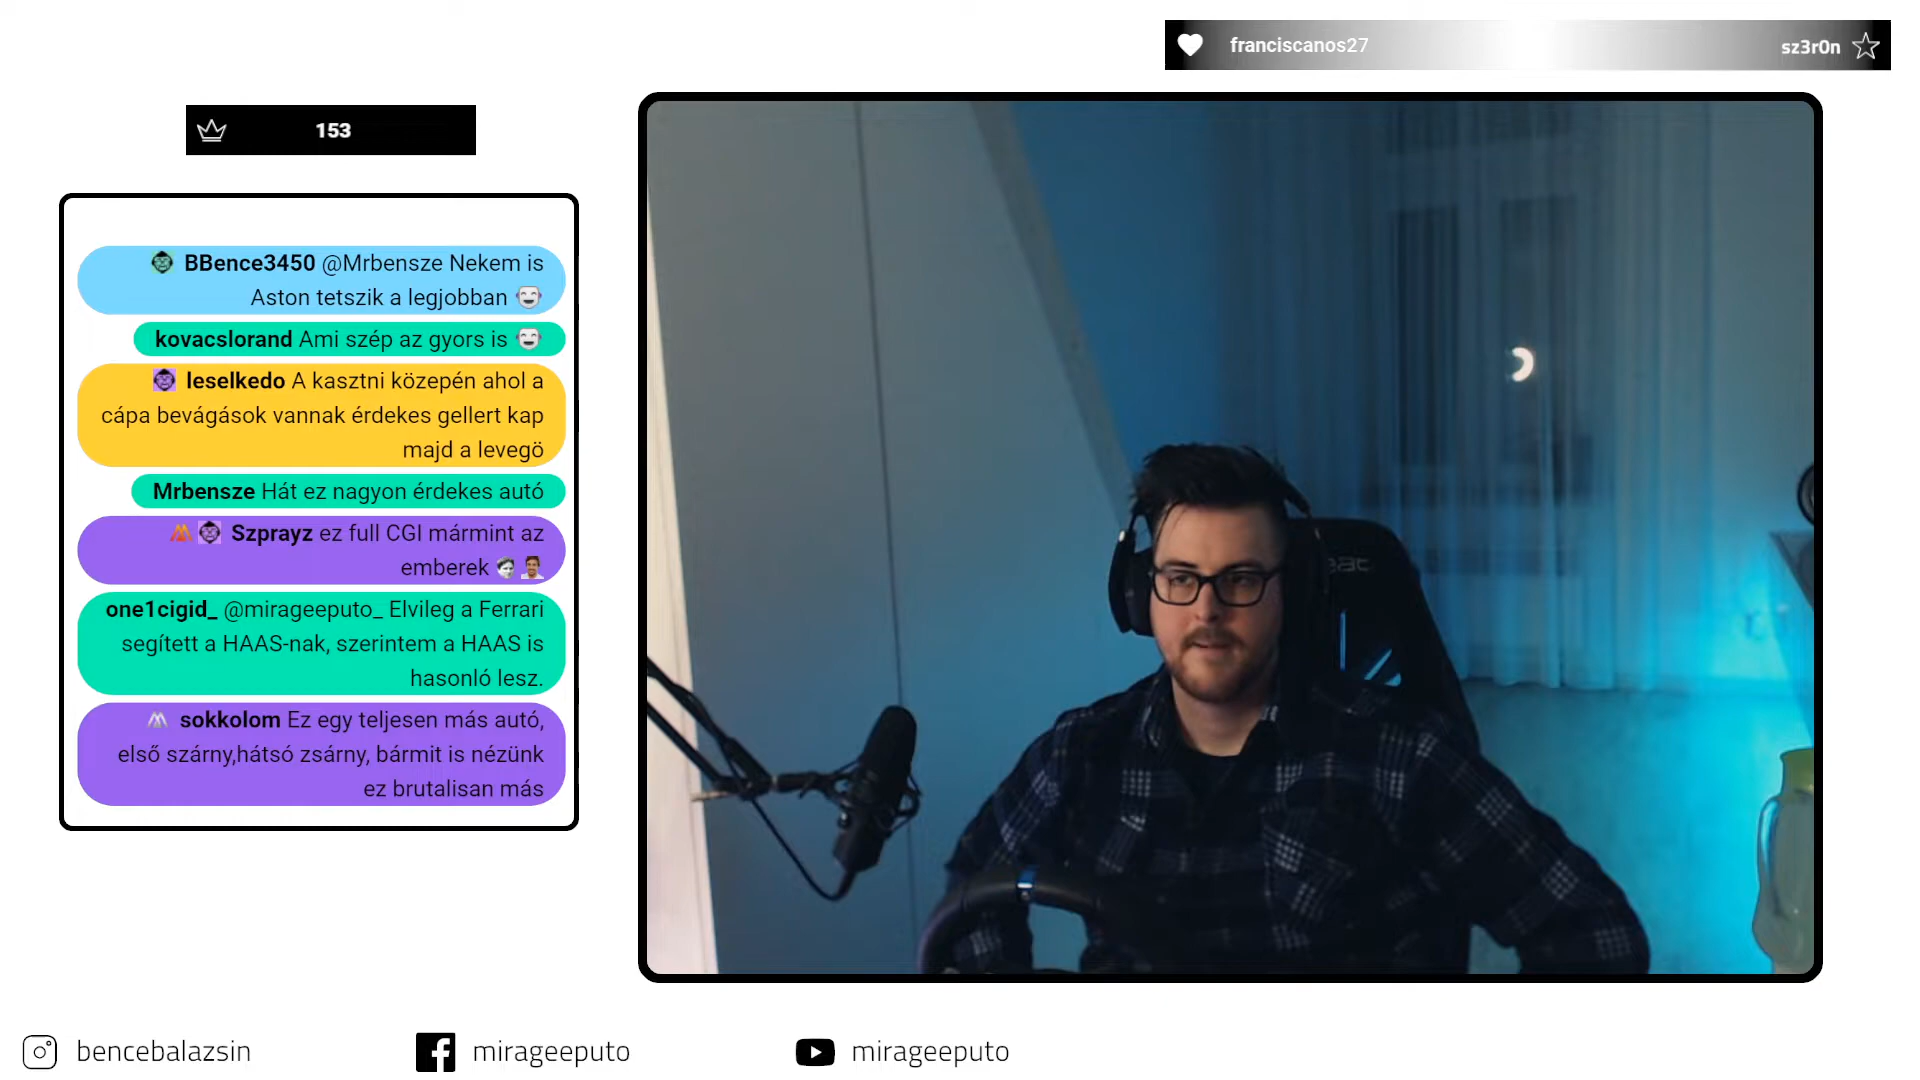 franciscanos27
sz3r0n
153
BBence3450 @Mrbensze Nekem is
Aston tetszik a legjobban
kovacslorand Ami szép az gyors is
leselkedo A kasztni közepén ahol a
cápa bevágások vannak érdekes gellert kap
majd a levegö
Mrbensze Hát ez nagyon érdekes autó
Szprayz ez full CGI mármint az
emberek
one1cigid_ @mirageeputo_ Elvileg a Ferrari
segített a HAAS-nak, szerintem a HAAS is
hasonló lesz.
sokkolom Ez egy teljesen más autó,
első szárny,hátsó zsárny, bármit is nézünk
ez brutalisan más
bencebalazsin
mirageeputo
mirageeputo